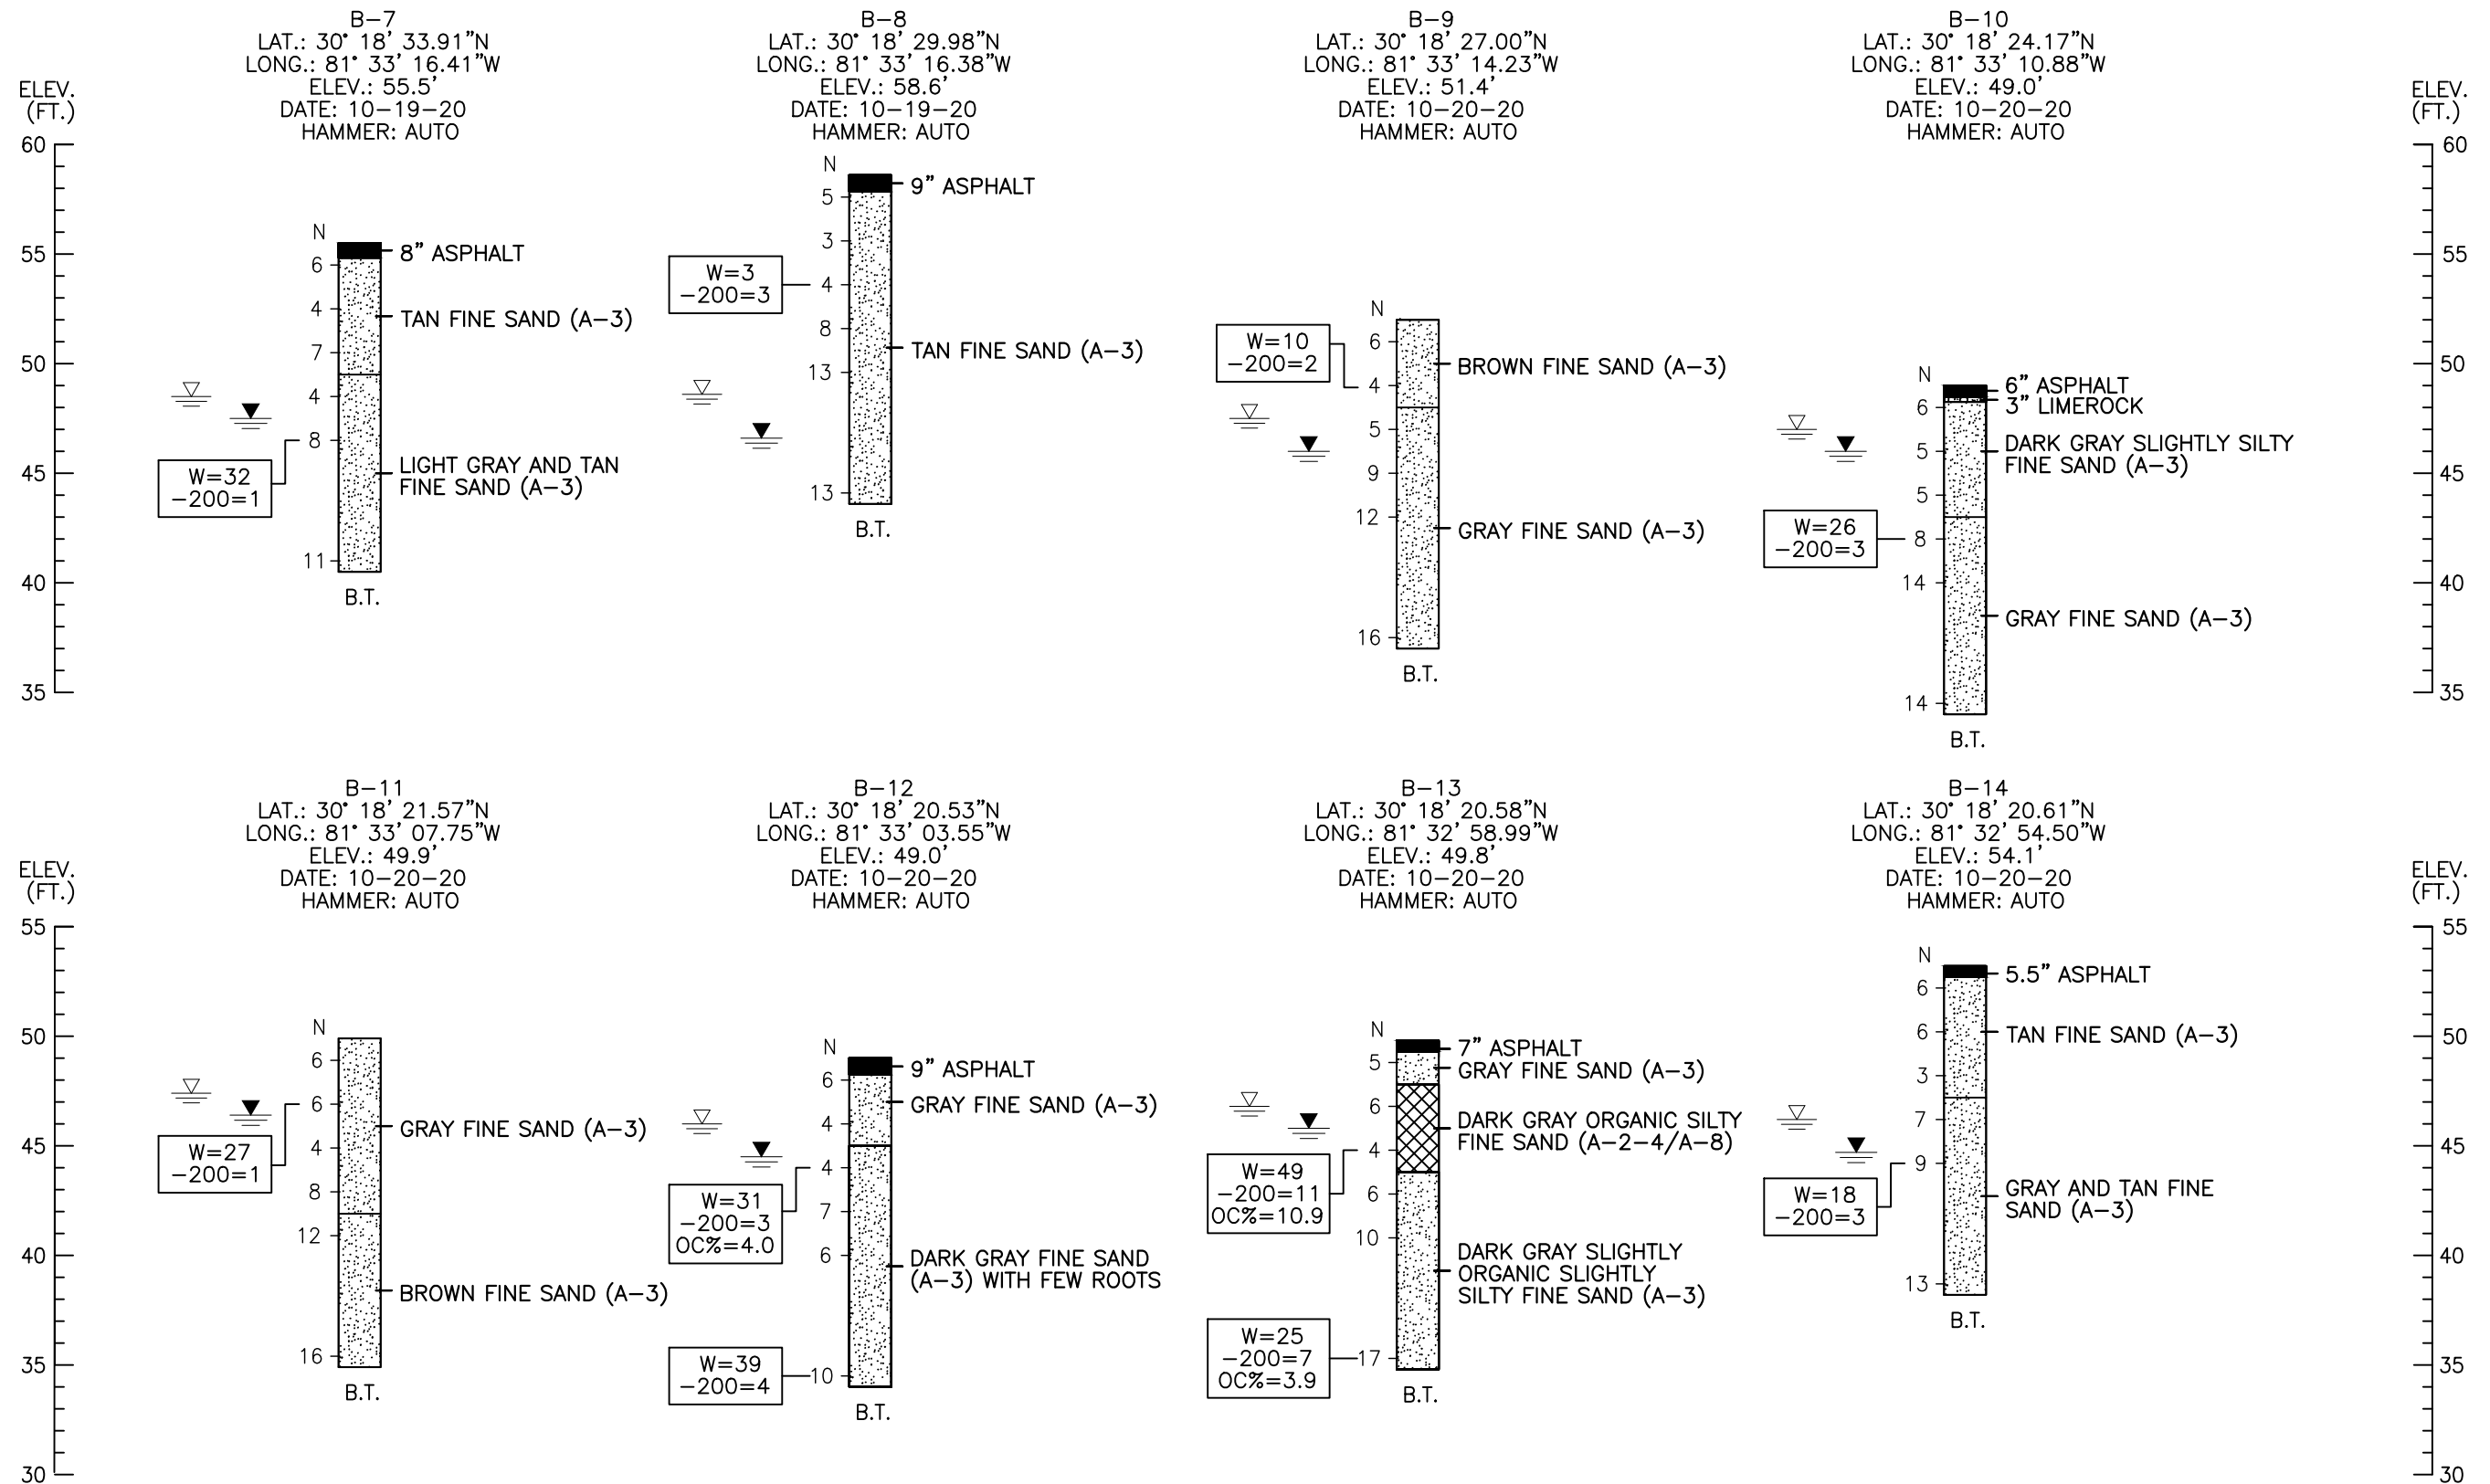 B-7
LAT.: 30° 18' 33.91"N
LONG.: 81° 33' 16.41"W
ELEV.: 55.5'
DATE: 10-19-20
HAMMER: AUTO
B-8
LAT.: 30° 18' 29.98"N
LONG.: 81° 33' 16.38"W
ELEV.: 58.6'
DATE: 10-19-20
HAMMER: AUTO
B-9
LAT.: 30° 18' 27.00"N
LONG.: 81° 33' 14.23"W
ELEV.: 51.4'
DATE: 10-20-20
HAMMER: AUTO
B-10
LAT.: 30° 18' 24.17"N
LONG.: 81° 33' 10.88"W
ELEV.: 49.0'
DATE: 10-20-20
HAMMER: AUTO
ELEV.
(FT.)
60
55
50
45
40
35
N
6
4
7
4
8
11
8" ASPHALT
TAN FINE SAND (A-3)
LIGHT GRAY AND TAN
FINE SAND (A-3)
W=32
-200=1
B.T.
N
5
3
4
8
13
13
9" ASPHALT
TAN FINE SAND (A-3)
W=3
-200=3
B.T.
N
6
4
5
9
12
16
BROWN FINE SAND (A-3)
GRAY FINE SAND (A-3)
W=10
-200=2
B.T.
N
6
5
5
8
14
14
6" ASPHALT
3" LIMEROCK
DARK GRAY SLIGHTLY SILTY
FINE SAND (A-3)
GRAY FINE SAND (A-3)
W=26
-200=3
B.T.
ELEV.
(FT.)
60
55
50
45
40
35
B-11
LAT.: 30° 18' 21.57"N
LONG.: 81° 33' 07.75"W
ELEV.: 49.9'
DATE: 10-20-20
HAMMER: AUTO
B-12
LAT.: 30° 18' 20.53"N
LONG.: 81° 33' 03.55"W
ELEV.: 49.0'
DATE: 10-20-20
HAMMER: AUTO
B-13
LAT.: 30° 18' 20.58"N
LONG.: 81° 32' 58.99"W
ELEV.: 49.8'
DATE: 10-20-20
HAMMER: AUTO
B-14
LAT.: 30° 18' 20.61"N
LONG.: 81° 32' 54.50"W
ELEV.: 54.1'
DATE: 10-20-20
HAMMER: AUTO
ELEV.
(FT.)
55
50
45
40
35
30
N
6
6
4
8
12
16
GRAY FINE SAND (A-3)
BROWN FINE SAND (A-3)
W=27
-200=1
B.T.
N
6
4
4
7
6
10
9" ASPHALT
GRAY FINE SAND (A-3)
DARK GRAY FINE SAND
(A-3) WITH FEW ROOTS
W=31
-200=3
OC%=4.0
W=39
-200=4
B.T.
N
5
6
4
6
10
17
7" ASPHALT
GRAY FINE SAND (A-3)
DARK GRAY ORGANIC SILTY
FINE SAND (A-2-4/A-8)
DARK GRAY SLIGHTLY
ORGANIC SLIGHTLY
SILTY FINE SAND (A-3)
W=49
-200=11
OC%=10.9
W=25
-200=7
OC%=3.9
B.T.
N
6
6
3
7
9
13
5.5" ASPHALT
TAN FINE SAND (A-3)
GRAY AND TAN FINE
SAND (A-3)
W=18
-200=3
B.T.
ELEV.
(FT.)
55
50
45
40
35
30